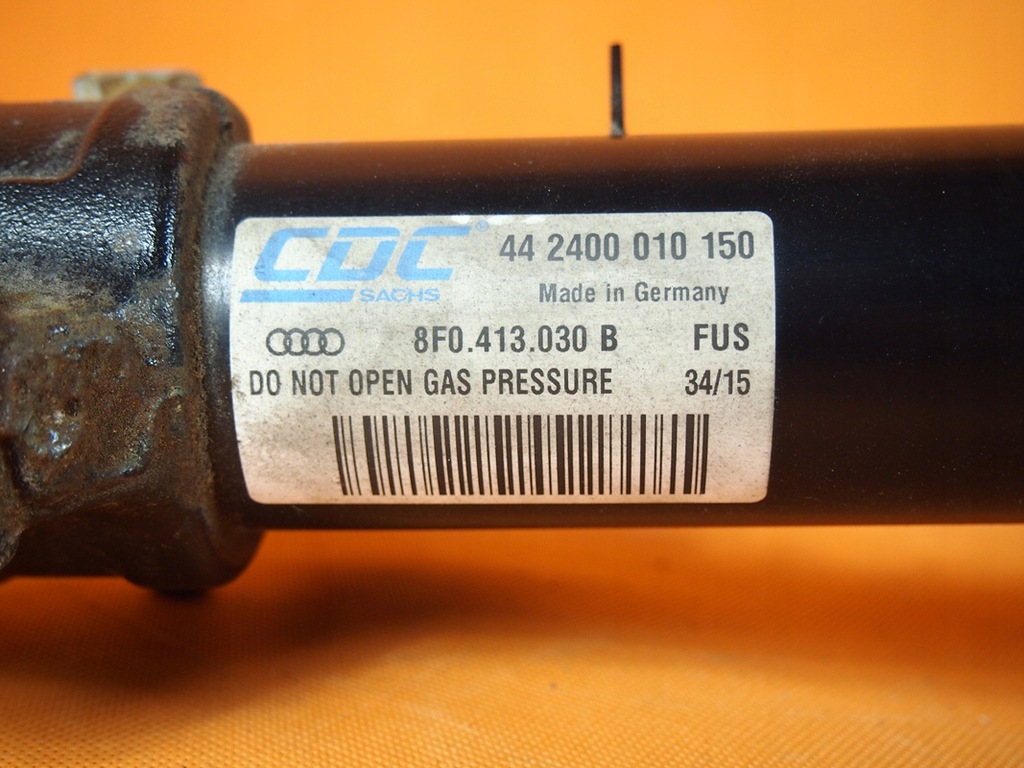 CDC® 44 2400 010 150
SACHS Made in Germany
8F0.413.030 B FUS
DO NOT OPEN GAS PRESSURE 34/15